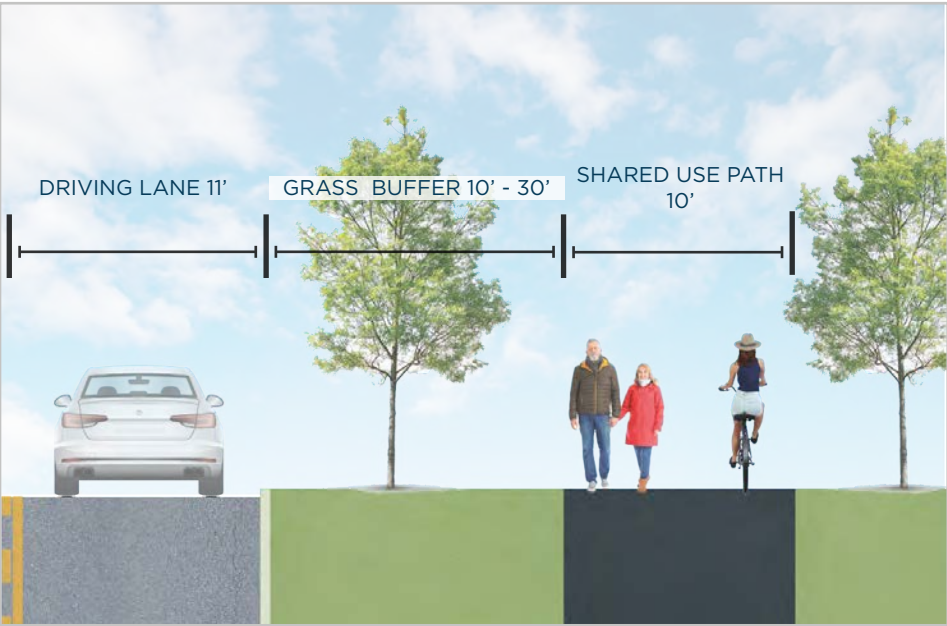 DRIVING LANE 11’
GRASS BUFFER 10’ - 30’
SHARED USE PATH
10’